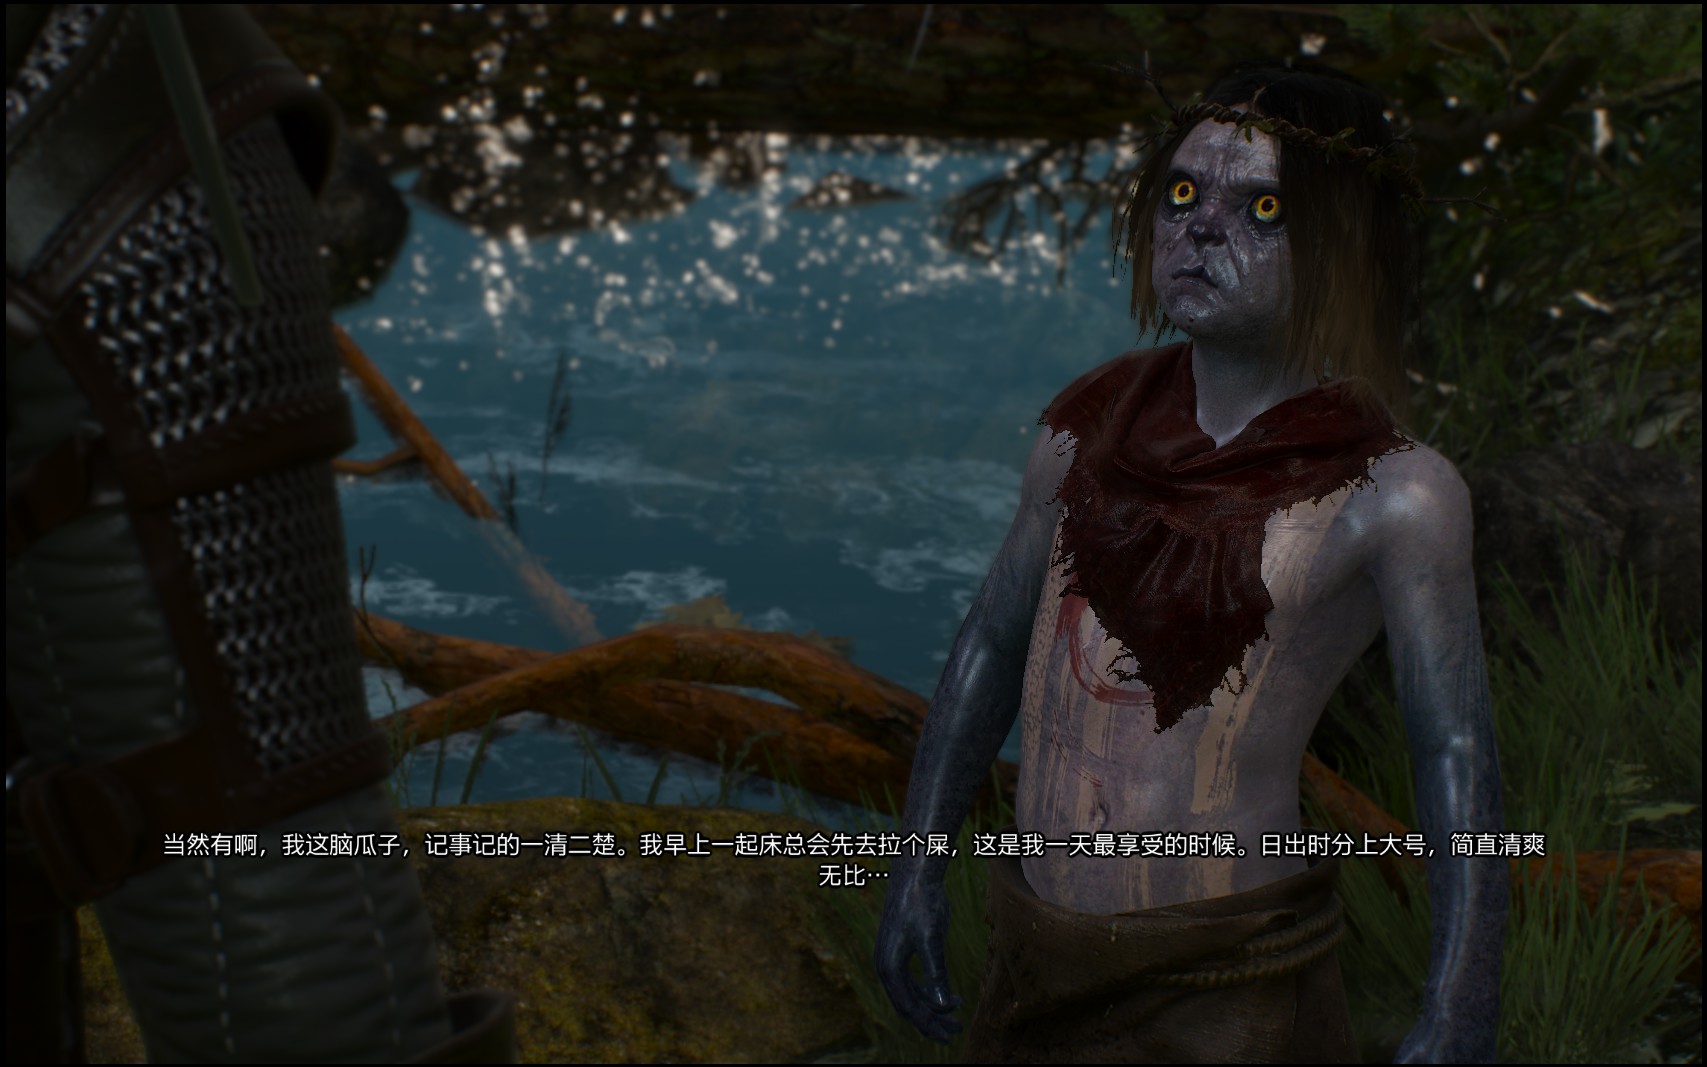 当然有啊，我这脑瓜子，记事记的一清二楚。我早上一起床总会先去拉个屎，这是我一天最享受的时候。日出时分上大号，简直清爽
无比…